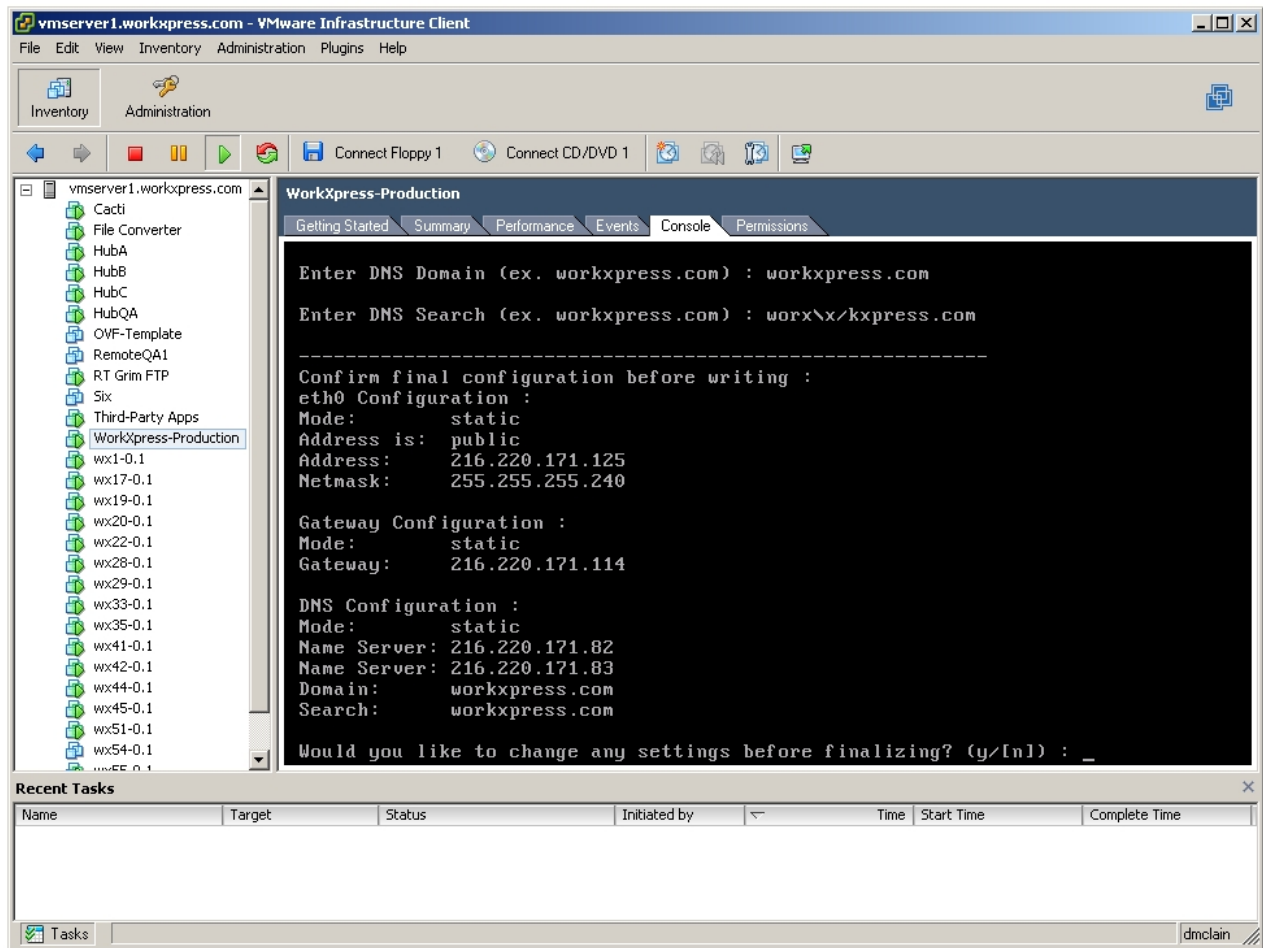 vmserver1.workxpress.com - VMware Infrastructure Client
File Edit View Inventory Administration Plugins Help
Inventory Administration
Connect Floppy 1 Connect CD/DVD 1
vmserver1.workxpress.com
Cacti
File Converter
HubA
HubB
HubC
HubQA
OVF-Template
RemoteQA1
RT Grim FTP
Six
Third-Party Apps
WorkXpress-Production
wx1-0.1
wx17-0.1
wx19-0.1
wx20-0.1
wx22-0.1
wx28-0.1
wx29-0.1
wx33-0.1
wx35-0.1
wx41-0.1
wx42-0.1
wx44-0.1
wx45-0.1
wx51-0.1
wx54-0.1
wx55-0.1
WorkXpress-Production
Getting Started Summary Performance Events Console Permissions
Enter DNS Domain (ex. workxpress.com) : workxpress.com
Enter DNS Search (ex. workxpress.com) : worx\x/kxpress.com
-----------------------------------------------------------
Confirm final configuration before writing :
eth0 Configuration :
Mode: static
Address is: public
Address: 216.220.171.125
Netmask: 255.255.255.240
Gateway Configuration :
Mode: static
Gateway: 216.220.171.114
DNS Configuration :
Mode: static
Name Server: 216.220.171.82
Name Server: 216.220.171.83
Domain: workxpress.com
Search: workxpress.com
Would you like to change any settings before finalizing? (y/[n]) : _
Recent Tasks
Name Target Status Initiated by Time Start Time Complete Time
Tasks dmclain